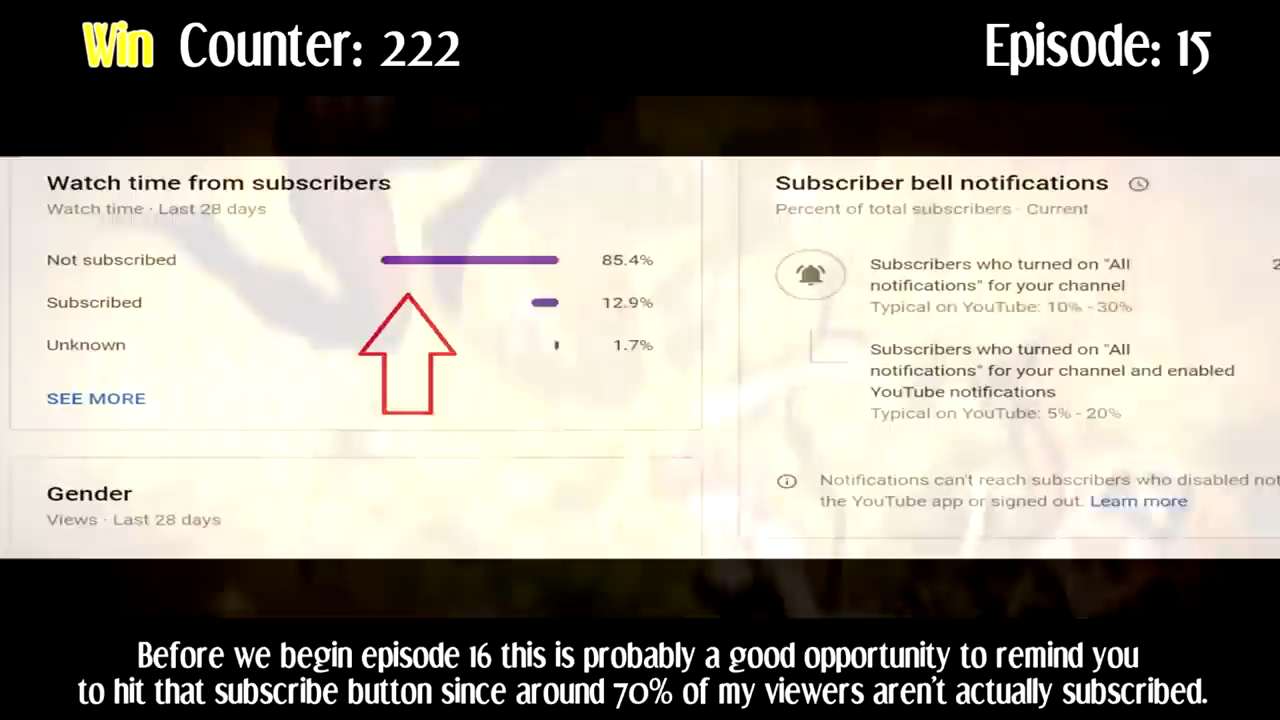 Win Counter: 222
Episode: 15
Watch time from subscribers
Watch time · Last 28 days
Not subscribed 85.4%
Subscribed 12.9%
Unknown 1.7%
SEE MORE
Gender
Views · Last 28 days
Subscriber bell notifications
Percent of total subscribers · Current
Subscribers who turned on "All
notifications" for your channel
Typical on YouTube: 10% - 30%
2
Subscribers who turned on "All
notifications" for your channel and enabled
YouTube notifications
Typical on YouTube: 5% - 20%
Notifications can't reach subscribers who disabled not
the YouTube app or signed out. Learn more
Before we begin episode 16 this is probably a good opportunity to remind you
to hit that subscribe button since around 70% of my viewers aren't actually subscribed.